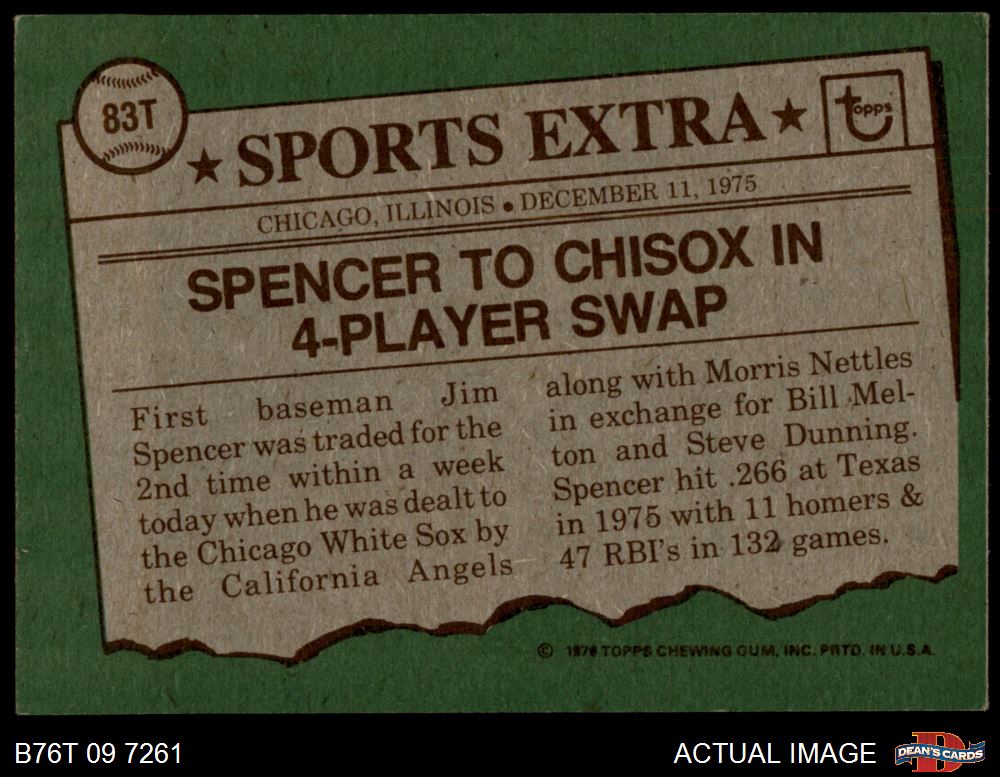 83T
★ SPORTS EXTRA ★
topps
CHICAGO, ILLINOIS • DECEMBER 11, 1975
SPENCER TO CHISOX IN
4-PLAYER SWAP
First baseman Jim
Spencer was traded for the
2nd time within a week
today when he was dealt to
the Chicago White Sox by
the California Angels
along with Morris Nettles
in exchange for Bill Mel-
ton and Steve Dunning.
Spencer hit .266 at Texas
in 1975 with 11 homers &
47 RBI's in 132 games.
© 1976 TOPPS CHEWING GUM, INC. PRTD. IN U.S.A.
B76T 09 7261
ACTUAL IMAGE
DEAN'S CARDS